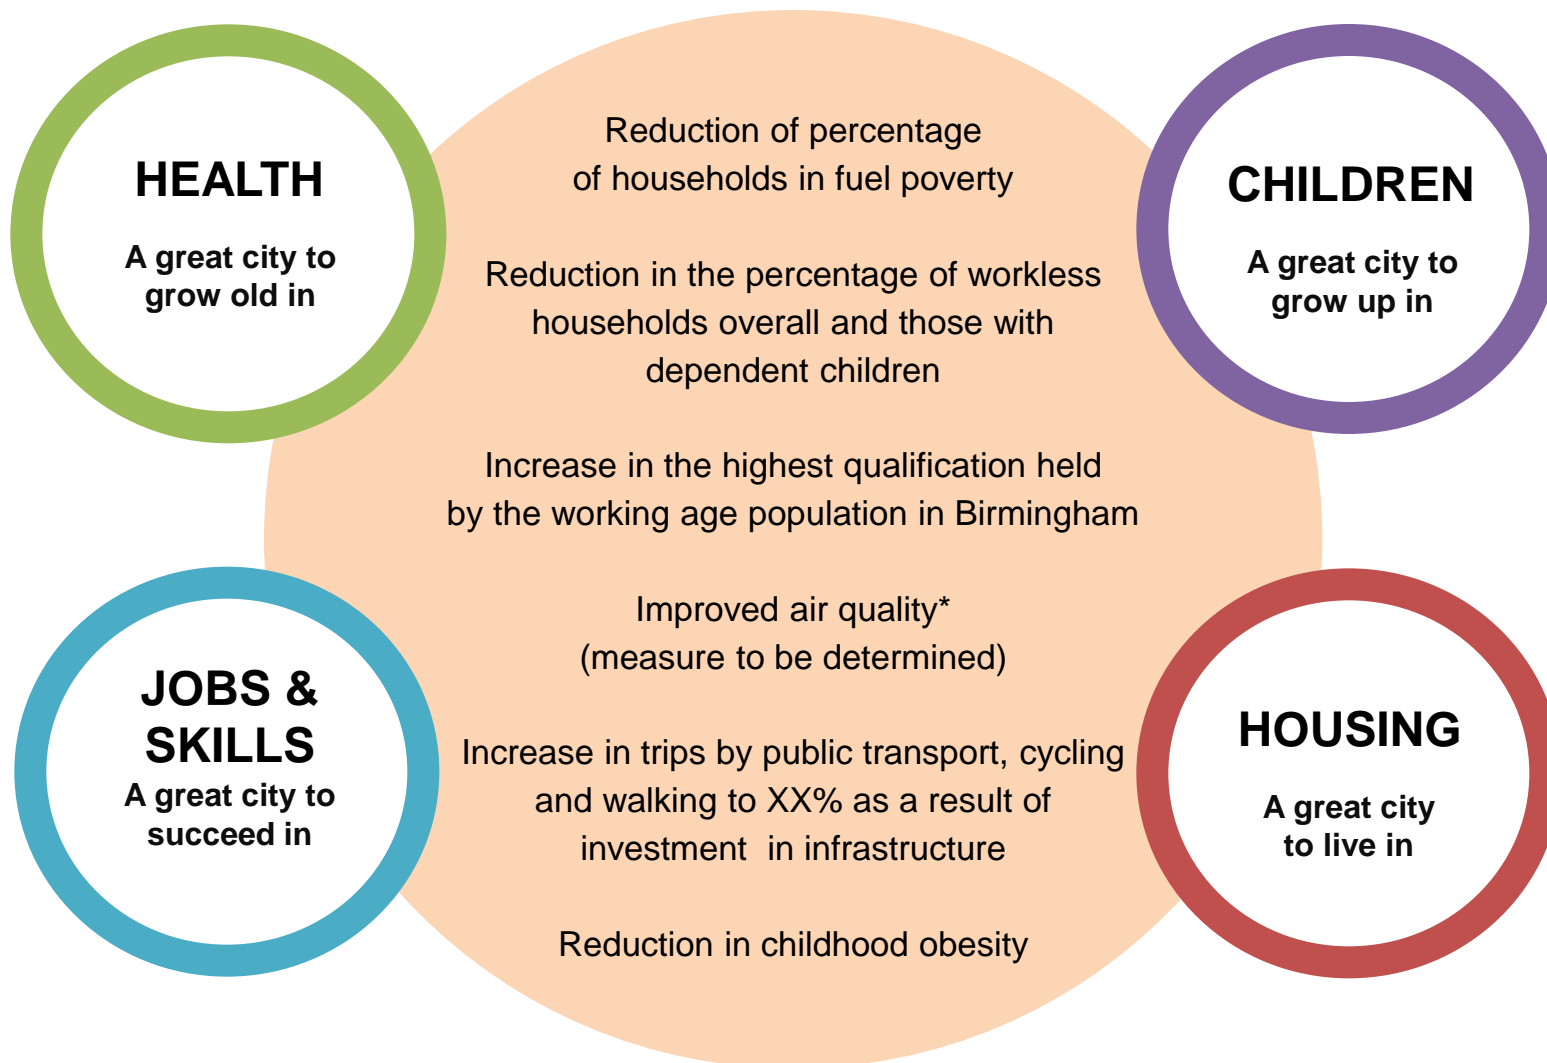 HEALTH
A great city to
grow old in
CHILDREN
A great city to
grow up in
Reduction of percentage
of households in fuel poverty
Reduction in the percentage of workless
households overall and those with
dependent children
Increase in the highest qualification held
by the working age population in Birmingham
Improved air quality*
(measure to be determined)
Increase in trips by public transport, cycling
and walking to XX% as a result of
investment  in infrastructure
Reduction in childhood obesity
JOBS &
SKILLS
A great city to
succeed in
HOUSING
A great city
to live in